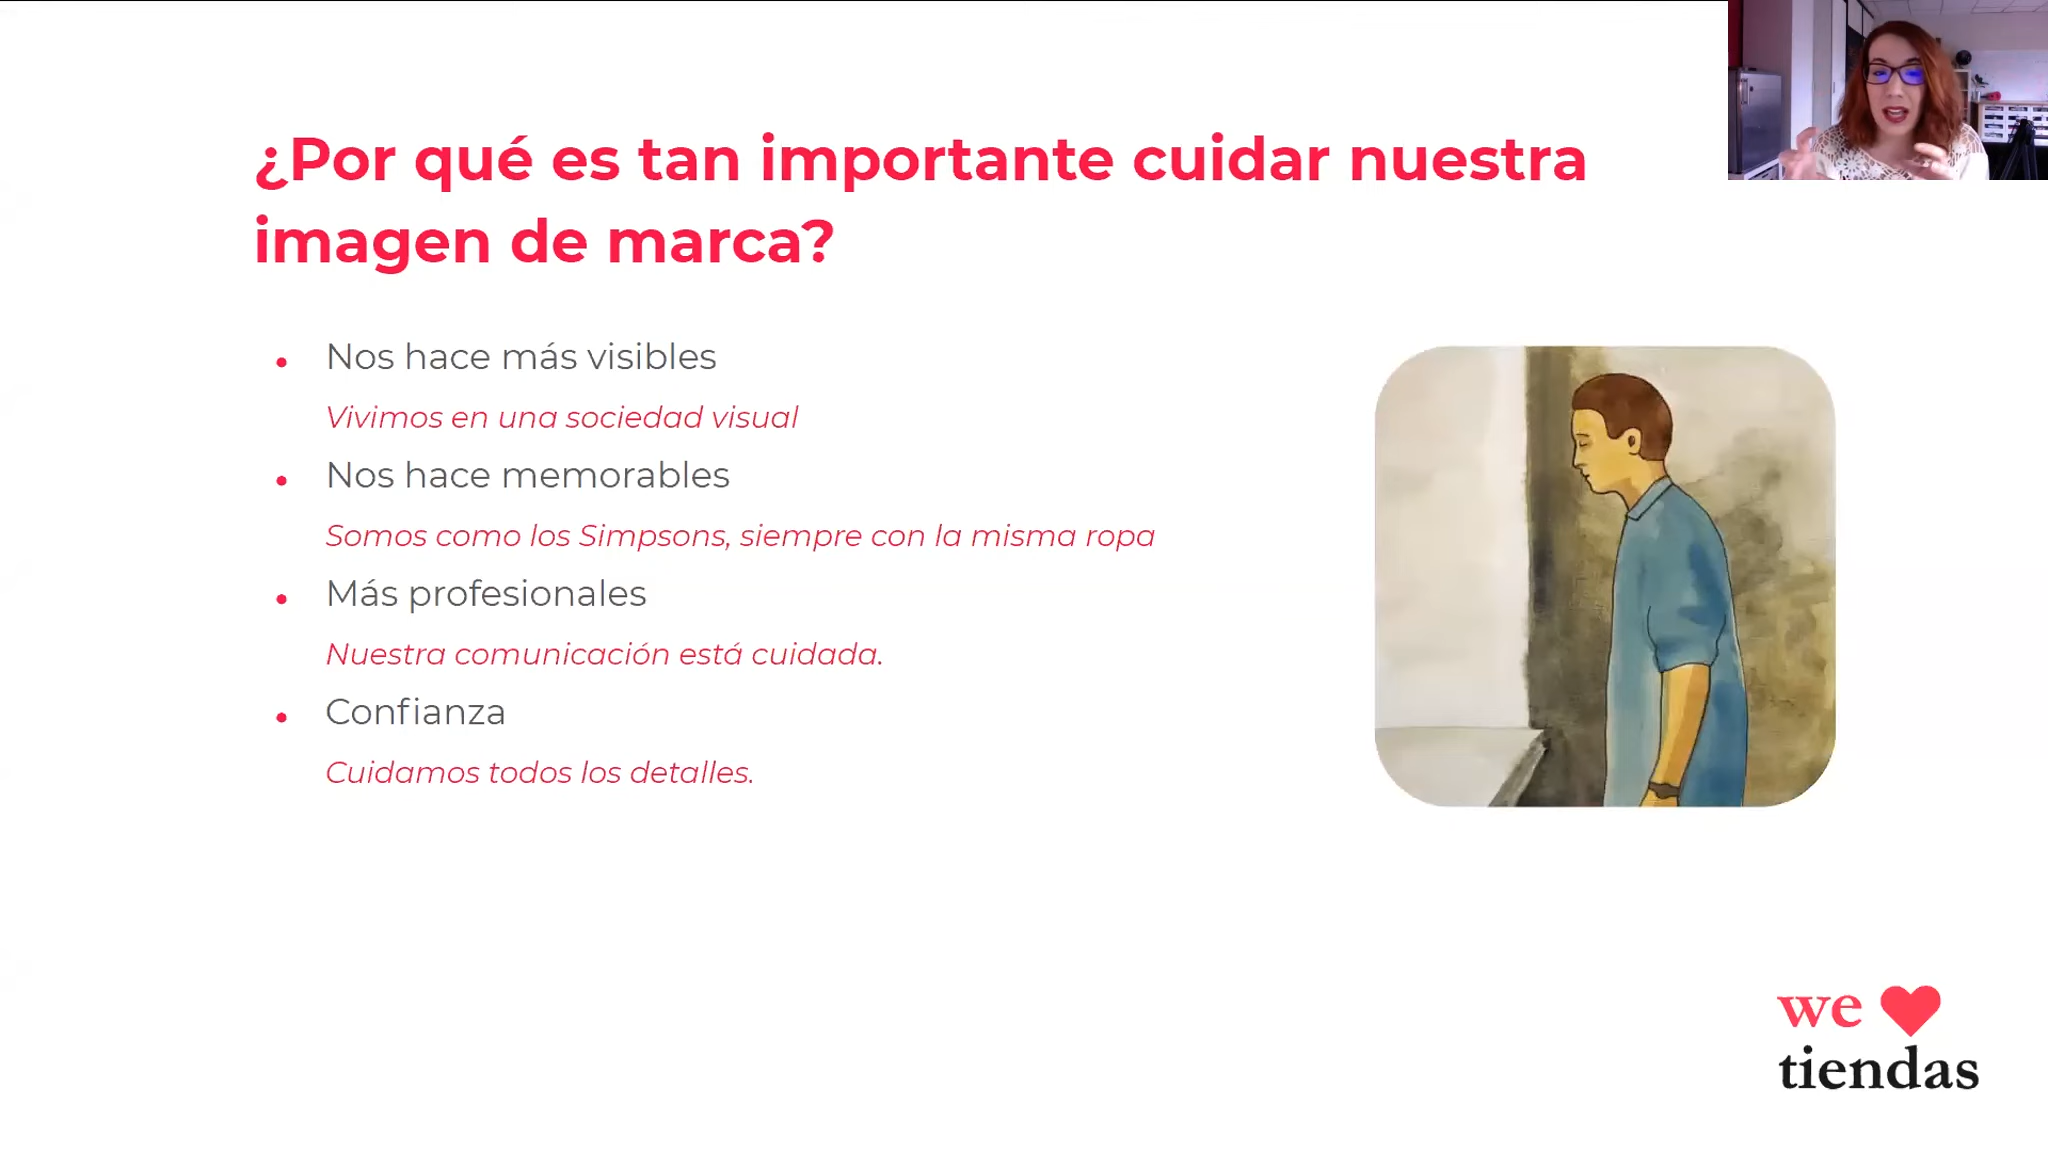 ¿Por qué es tan importante cuidar nuestra
imagen de marca?
Nos hace más visibles
Vivimos en una sociedad visual
Nos hace memorables
Somos como los Simpsons, siempre con la misma ropa
Más profesionales
Nuestra comunicación está cuidada.
Confianza
Cuidamos todos los detalles.
we
tiendas